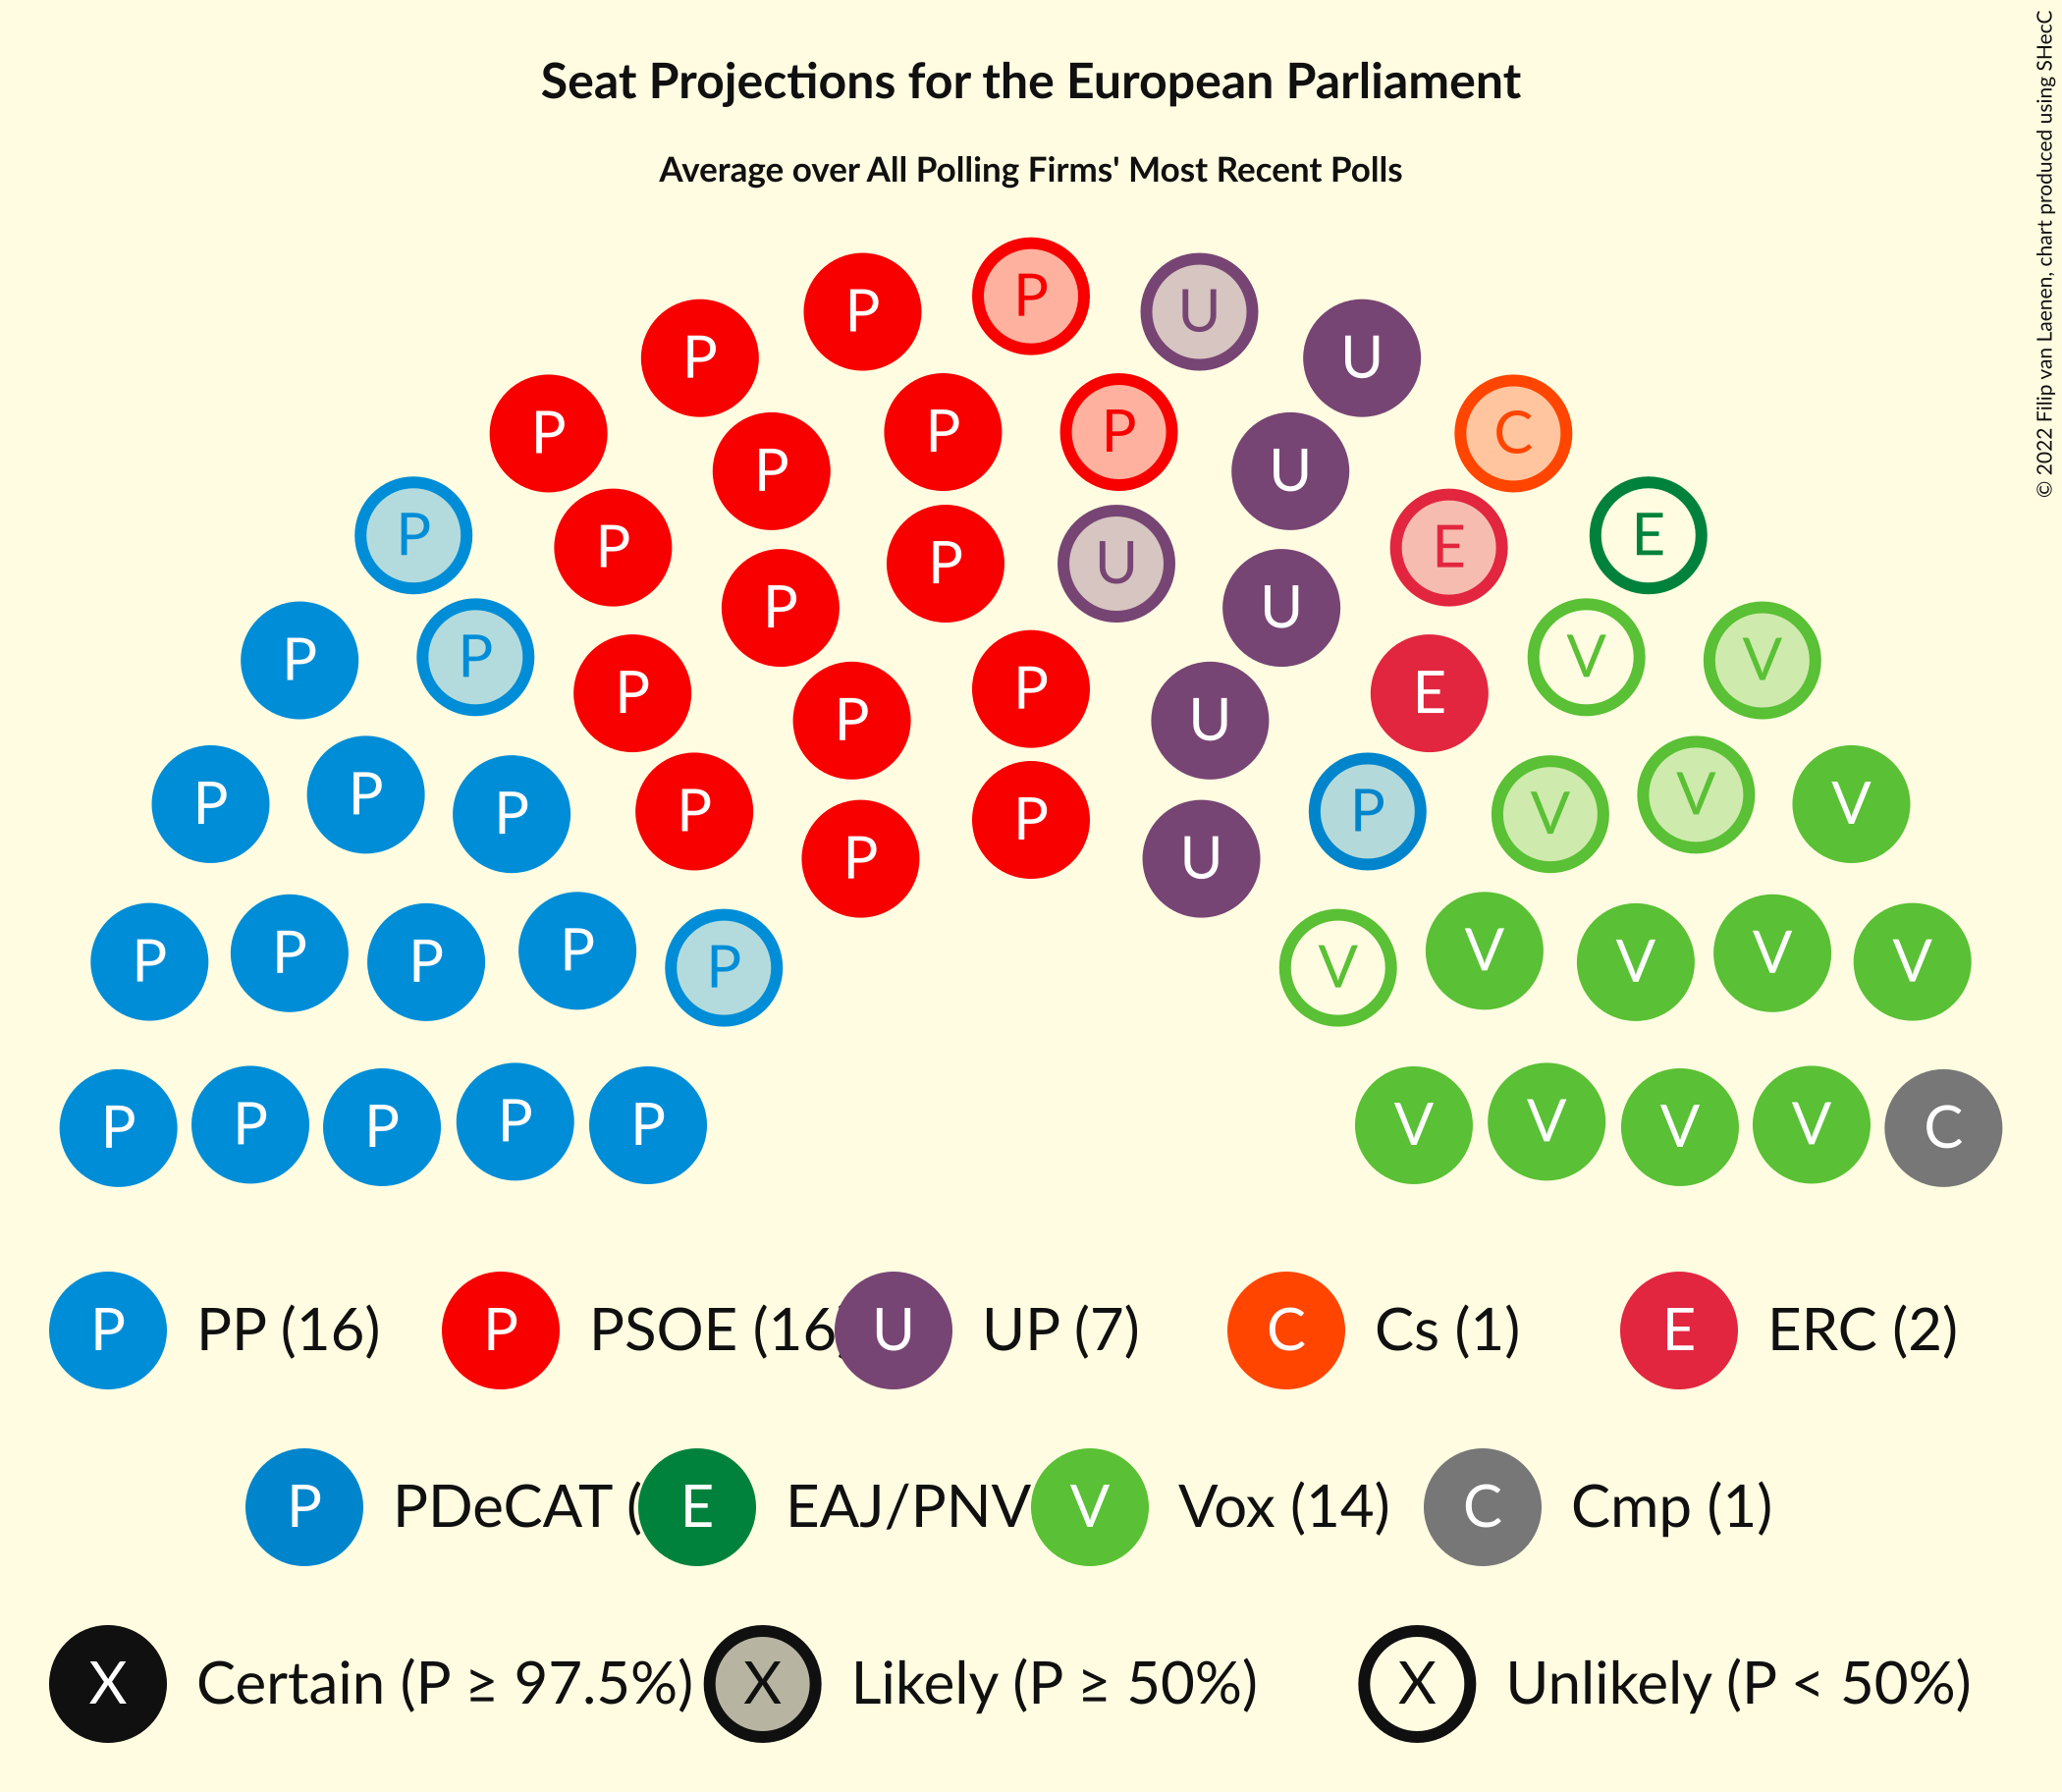 Seat Projections for the European Parliament
Average over All Polling Firms' Most Recent Polls
© 2022 Filip van Laenen, chart produced using SHecC
P U
P U
P P C
P P E
P P U
P U E
P P U
P P V V
P P U
P E
P P P V V V
P P P
P U
P P P P P V V V V V
P P P P P V V V V C
P PP (16) P PSOE (16 U UP (7) C Cs (1) E ERC (2)
P PDeCAT ( E EAJ/PNV V Vox (14) C Cmp (1)
X Certain (P ≥ 97.5%) X Likely (P ≥ 50%) X Unlikely (P < 50%)